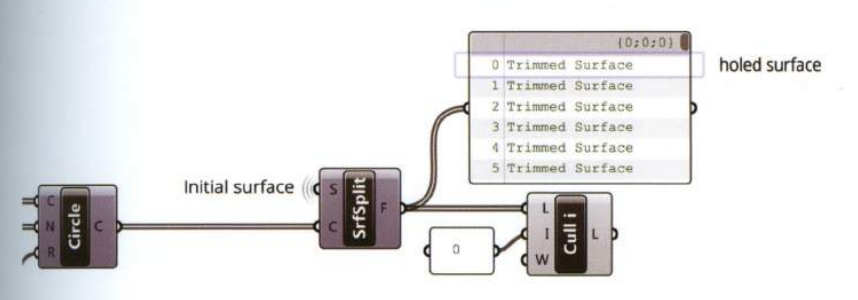 {0;0;0}
0 Trimmed Surface
1 Trimmed Surface
2 Trimmed Surface
3 Trimmed Surface
4 Trimmed Surface
5 Trimmed Surface
holed surface
Initial surface
C
N
R
Circle
C
S
C
SrfSplit
F
0
L
I
W
Cull i
L